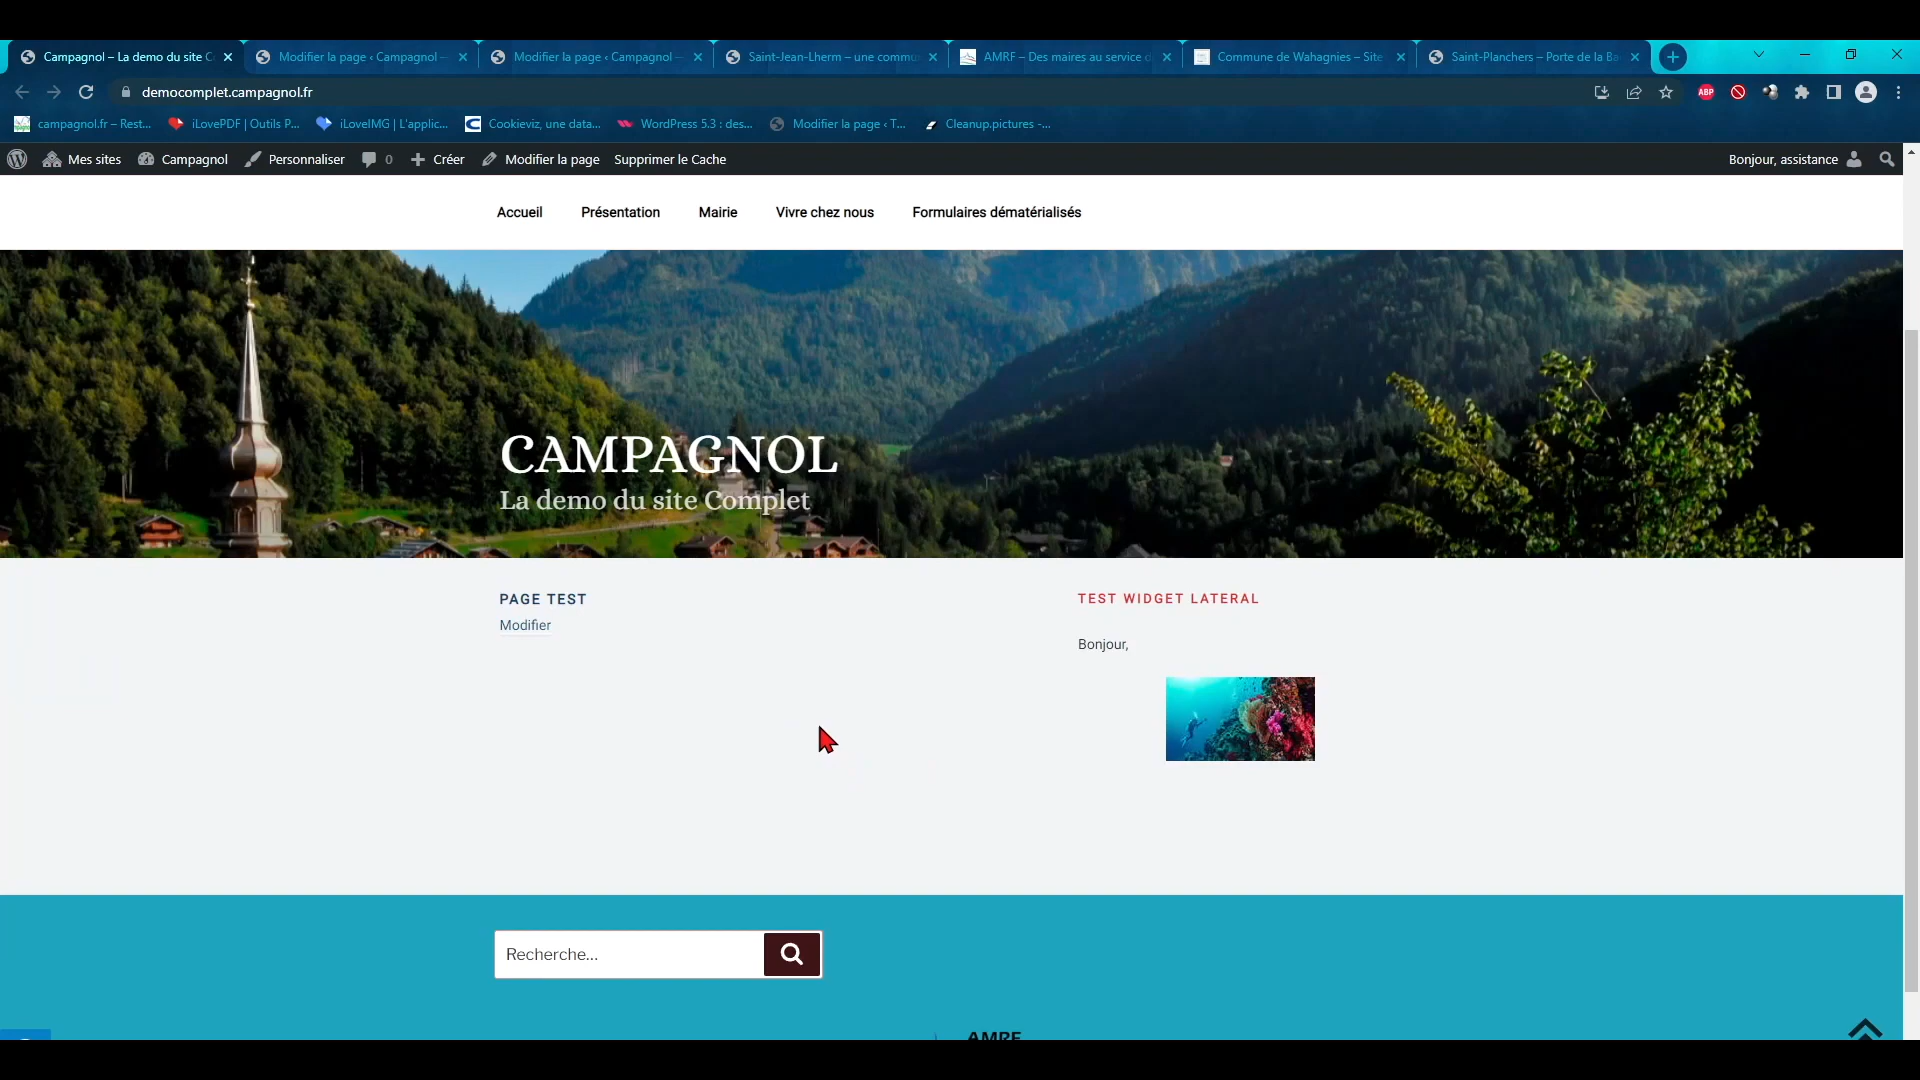 Campagnol – La demo du site C
Modifier la page ‹ Campagnol —
Modifier la page ‹ Campagnol —
Saint-Jean-Lherm – une commu
AMRF – Des maires au service d
Commune de Wahagnies – Site
Saint-Planchers – Porte de la Ba
democomplet.campagnol.fr
ABP
campagnol.fr – Rest...
iLovePDF | Outils P...
iLoveIMG | L'applic...
Cookieviz, une data...
WordPress 5.3 : des...
Modifier la page ‹ T...
Cleanup.pictures -...
Mes sites
Campagnol
Personnaliser
0
Créer
Modifier la page
Supprimer le Cache
Bonjour, assistance
Accueil
Présentation
Mairie
Vivre chez nous
Formulaires dématérialisés
CAMPAGNOL
La demo du site Complet
PAGE TEST
Modifier
TEST WIDGET LATERAL
Bonjour,
Recherche...
AMRF